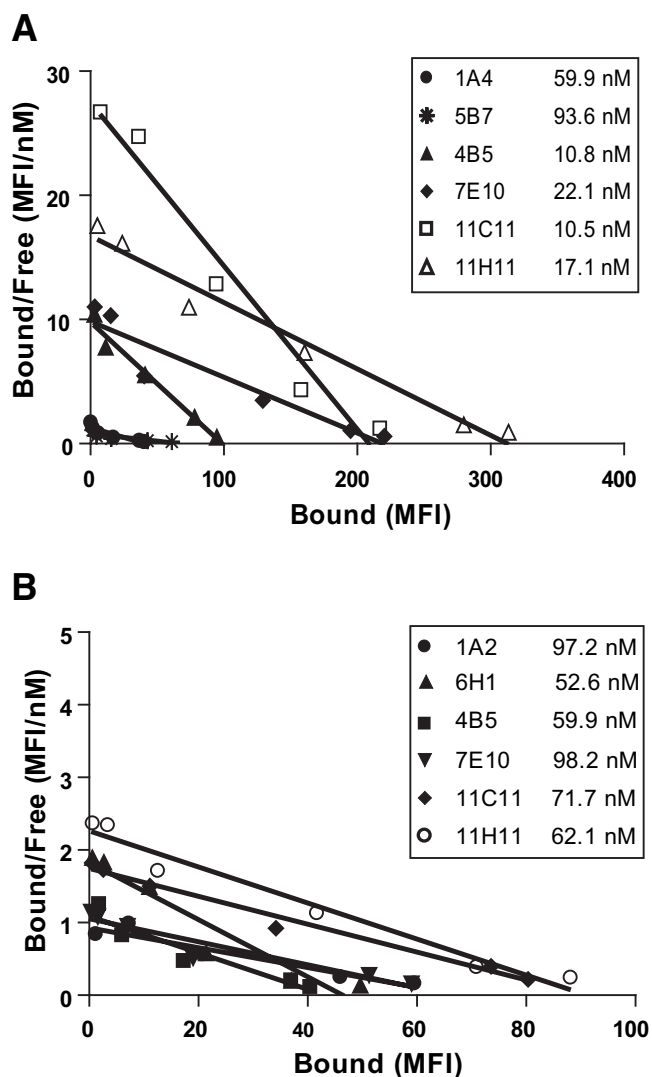 A
30
20
10
0
0 100 200 300 400
Bound/Free (MFI/nM)
Bound (MFI)
1A4 59.9 nM
5B7 93.6 nM
4B5 10.8 nM
7E10 22.1 nM
11C11 10.5 nM
11H11 17.1 nM
B
5
4
3
2
1
0
0 20 40 60 80 100
Bound/Free (MFI/nM)
Bound (MFI)
1A2 97.2 nM
6H1 52.6 nM
4B5 59.9 nM
7E10 98.2 nM
11C11 71.7 nM
11H11 62.1 nM